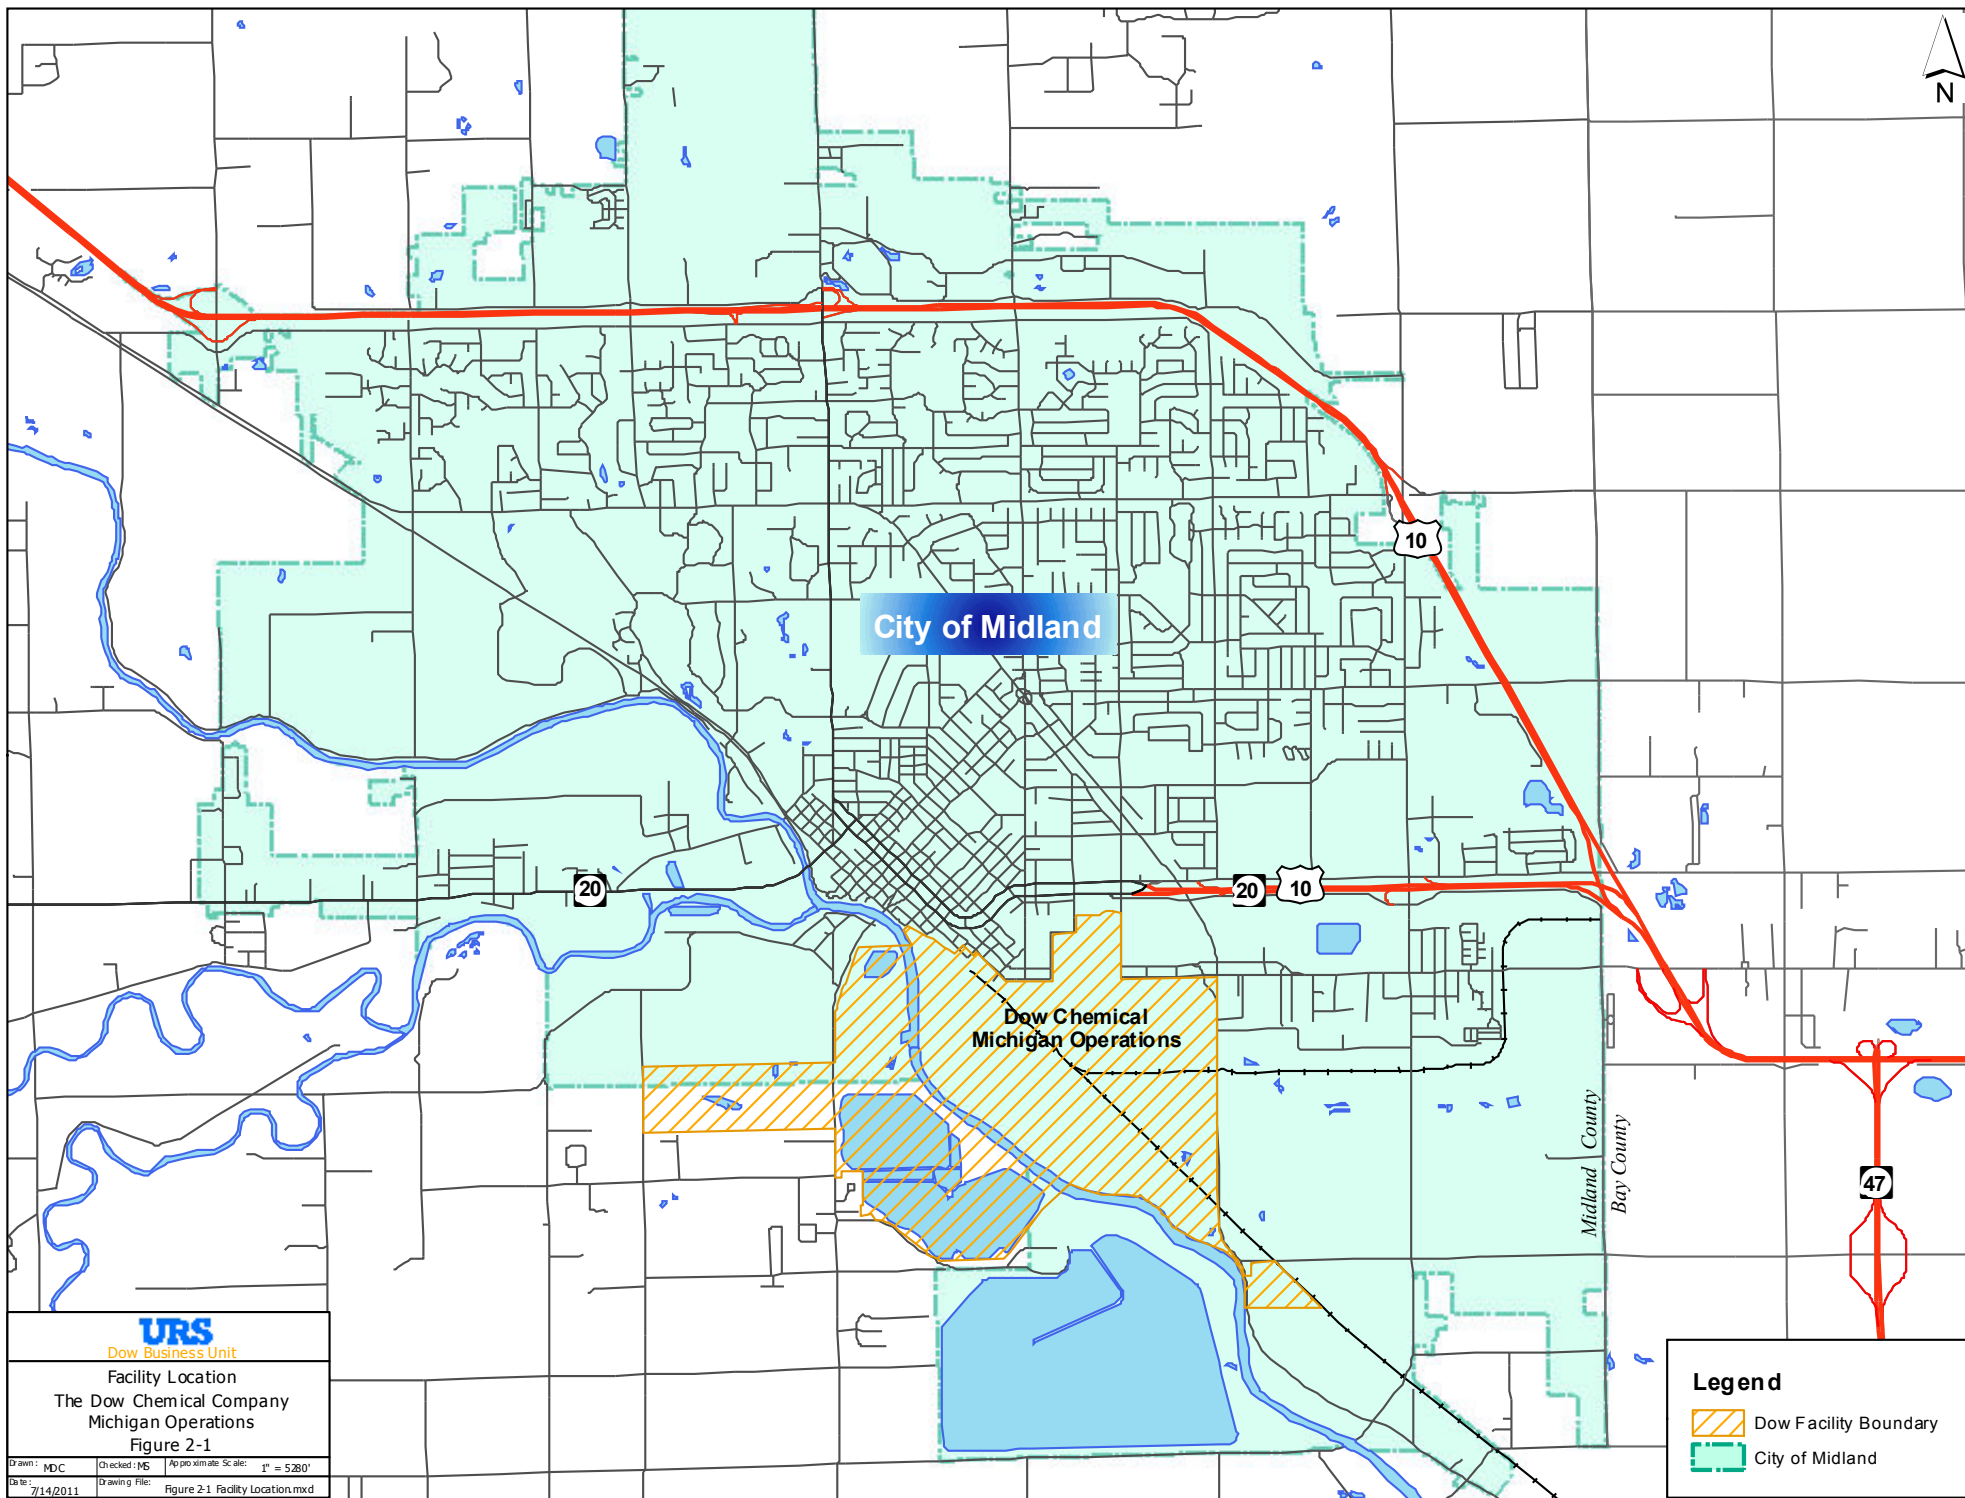 N
10
City of Midland
20
20
10
Dow Chemical
Michigan Operations
Midland County
Bay County
47
URS
Dow Business Unit
Facility Location
The Dow Chemical Company
Michigan Operations
Figure 2-1
Drawn: MDC Checked: MS Approximate Scale: 1" = 5280'
Date: 7/14/2011 Drawing File: Figure 2-1 Facility Location.mxd
Legend
Dow Facility Boundary
City of Midland